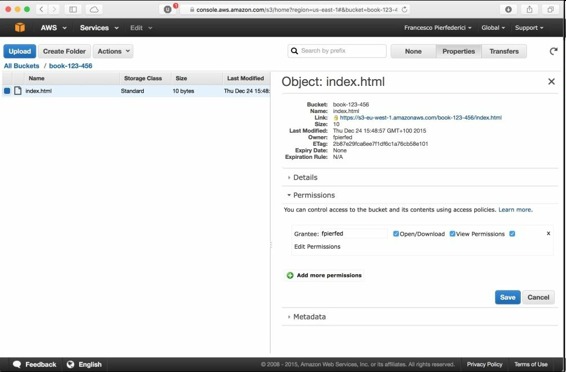 console.aws.amazon.com/s3/home?region=us-east-1#&bucket=book-123-4
AWS Services Edit Francesco Pierfederici Global Support
Upload Create Folder Actions Search by prefix None Properties Transfers
All Buckets / book-123-456
Name Storage Class Size Last Modified
index.html Standard 10 bytes Thu Dec 24 15:48:
Object: index.html
Bucket: book-123-456
Name: index.html
Link: https://s3-eu-west-1.amazonaws.com/book-123-456/index.html
Size: 10
Last Modified: Thu Dec 24 15:48:57 GMT+100 2015
Owner: fpierfed
ETag: 2b87e29fca6ee7f1df6c1a76cb58e101
Expiry Date: None
Expiration Rule: N/A
Details
Permissions
You can control access to the bucket and its contents using access policies. Learn more.
Grantee: fpierfed Open/Download View Permissions x
Edit Permissions
Add more permissions
Save Cancel
Metadata
Feedback English © 2008 - 2015, Amazon Web Services, Inc. or its affiliates. All rights reserved. Privacy Policy Terms of Use